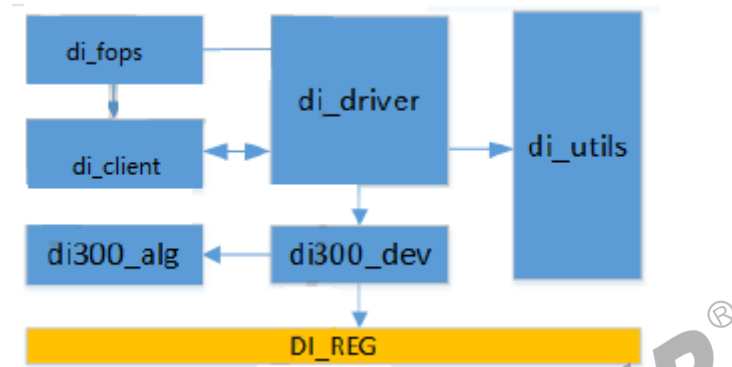 di_fops
di_driver
di_utils
di_client
di300_alg
di300_dev
DI_REG
®